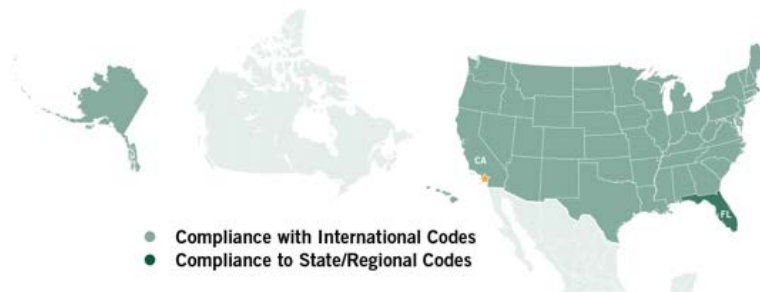 CA
FL
Compliance with International Codes
Compliance to State/Regional Codes